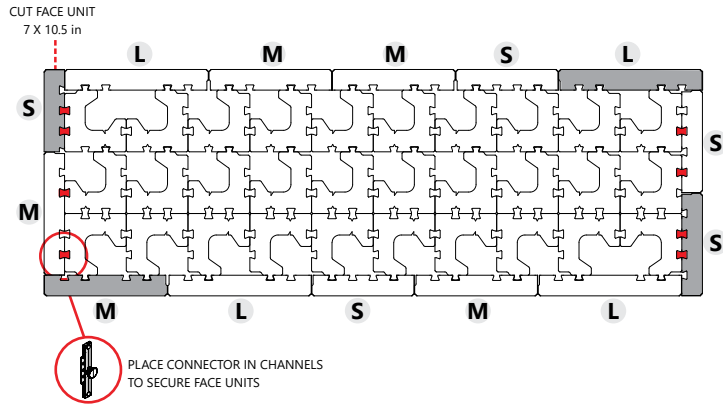 CUT FACE UNIT
7 X 10.5 in
L M M S L
S
S
M
S
M L S M L
PLACE CONNECTOR IN CHANNELS
TO SECURE FACE UNITS